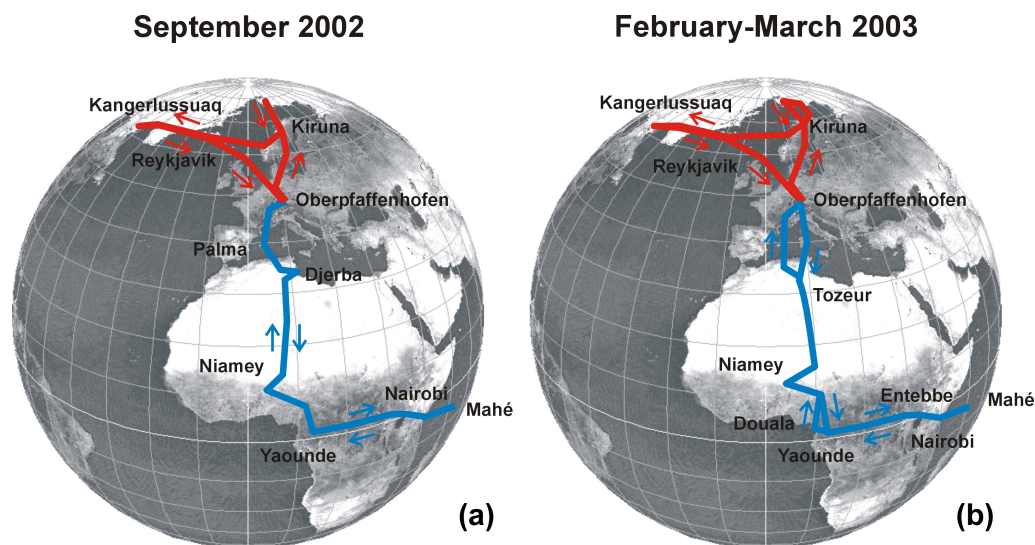 September 2002
Kangerlussuaq
Kiruna
Reykjavik
Oberpfaffenhofen
Palma
Djerba
Niamey
Nairobi
Mahé
Yaounde
(a)
February-March 2003
Kangerlussuaq
Kiruna
Reykjavik
Oberpfaffenhofen
Tozeur
Niamey
Entebbe
Mahé
Douala
Nairobi
Yaounde
(b)